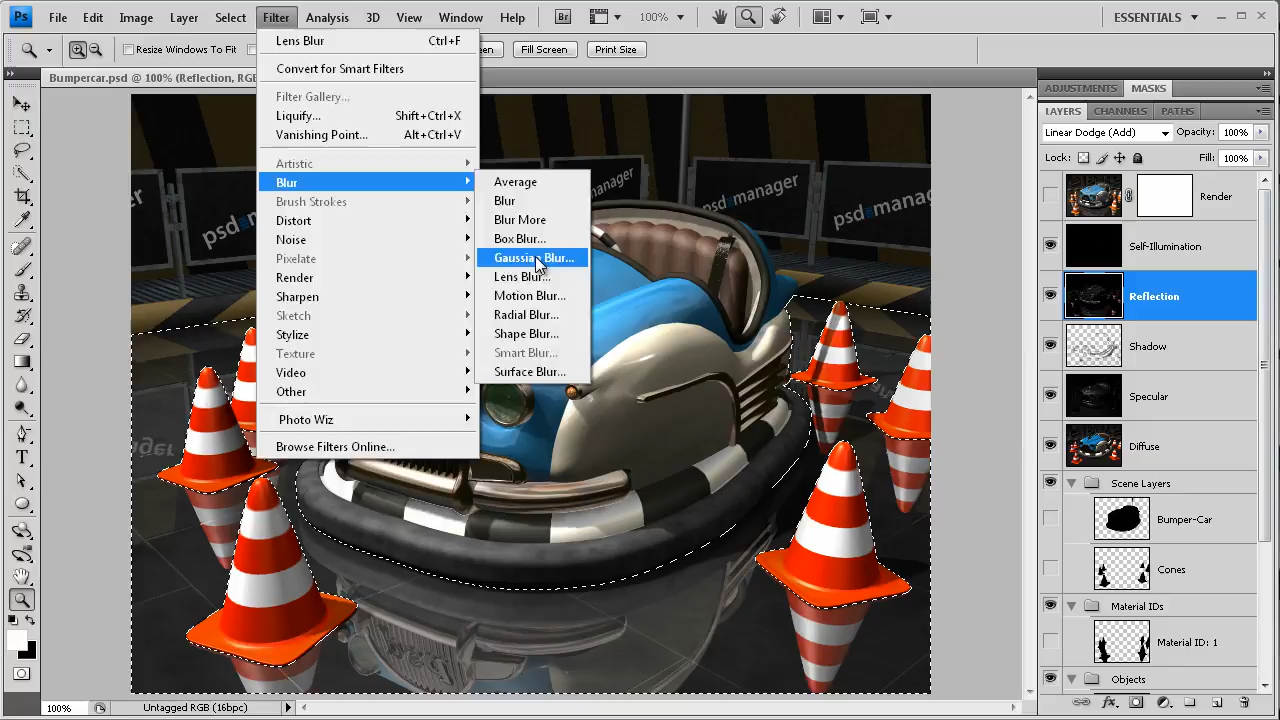 Ps File Edit Image Layer Select Filter Analysis 3D View Window Help Br 100% ESSENTIALS
Resize Windows To Fit Fill Screen Print Size
Bumpercar.psd @ 100% (Reflection, RGB
Lens Blur Ctrl+F
Convert for Smart Filters
Filter Gallery...
Liquify... Shift+Ctrl+X
Vanishing Point... Alt+Ctrl+V
Artistic
Blur
Brush Strokes
Distort
Noise
Pixelate
Render
Sharpen
Sketch
Stylize
Texture
Video
Other
Photo Wiz
Browse Filters Online...
Average
Blur
Blur More
Box Blur...
Gaussian Blur...
Lens Blur...
Motion Blur...
Radial Blur...
Shape Blur...
Smart Blur...
Surface Blur...
psdmanager
ADJUSTMENTS MASKS
LAYERS CHANNELS PATHS
Linear Dodge (Add) Opacity: 100%
Lock: Fill: 100%
Render
Self-Illumination
Reflection
Shadow
Specular
Diffuse
Scene Layers
Bumper-Car
Cones
Material IDs
Material ID: 1
Objects
100% Untagged RGB (16bpc)